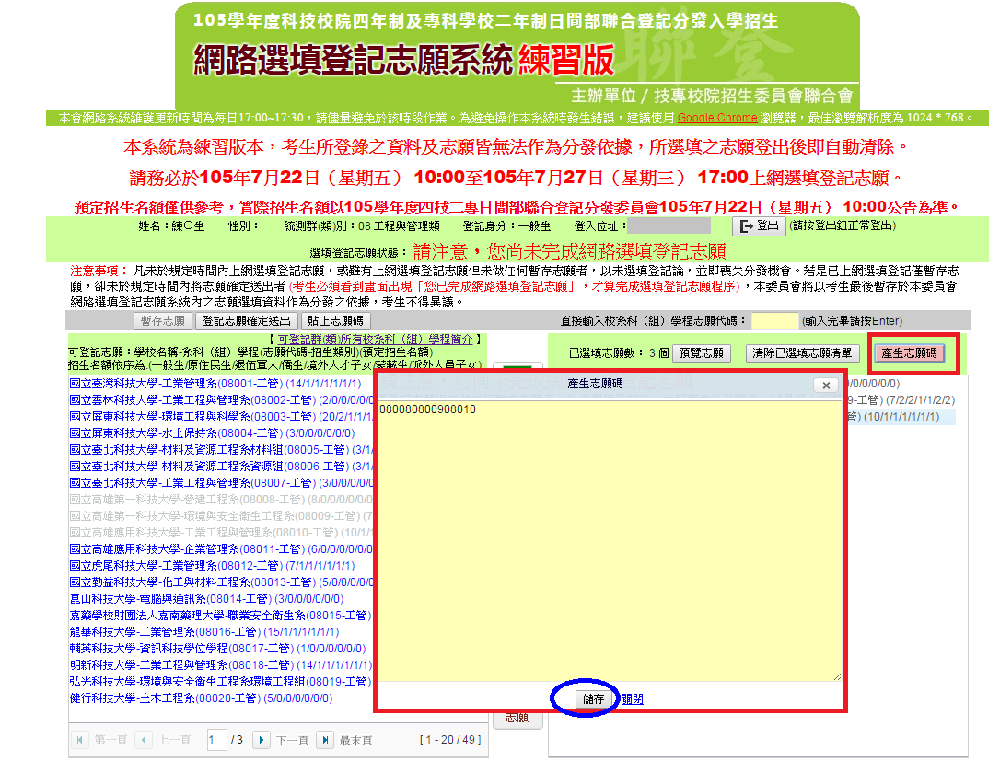 105學年度科技校院四年制及專科學校二年制日間部聯合登記分發入學招生
網路選填登記志願系統 練習版
主辦單位 / 技專校院招生委員會聯合會
本會網路系統維護更新時間為每日17:00~17:30，請儘量避免於該時段作業。為避免操作本系統時發生錯誤，建議使用 Google Chrome 瀏覽器，最佳瀏覽解析度為 1024 * 768。
本系統為練習版本，考生所登錄之資料及志願皆無法作為分發依據，所選填之志願登出後即自動清除。
請務必於105年7月22日（星期五） 10:00至105年7月27日（星期三） 17:00上網選填登記志願。
預定招生名額僅供參考，實際招生名額以105學年度四技二專日間部聯合登記分發委員會105年7月22日（星期五） 10:00公告為準。
姓名：練O生 性別： 統測群(類)別：08 工程與管理類 登記身分：一般生 登入位址： 登出 (請按登出鈕正常登出)
選填登記志願狀態： 請注意，您尚未完成網路選填登記志願
注意事項： 凡未於規定時間內上網選填登記志願，或雖有上網選填登記志願但未做任何暫存志願者，以未選填登記論，並即喪失分發機會。若是已上網選填登記僅暫存志
願，卻未於規定時間內將志願確定送出者 (考生必須看到畫面出現「您已完成網路選填登記志願」，才算完成選填登記志願程序) ，本委員會將以考生最後暫存於本委員會
網路選填登記志願系統內之志願選填資料作為分發之依據，考生不得異議。
暫存志願 登記志願確定送出 貼上志願碼 直接輸入校系科（組）學程志願代碼： (輸入完畢請按Enter)
【 可登記群(類)所有校系科（組）學程簡介 】
可登記志願：學校名稱-系科（組）學程(志願代碼-招生類別)(預定招生名額)
招生名額依序為:(一般生/原住民生/退伍軍人/僑生/境外人才子女/蒙藏生/派外人員子女)
已選填志願數： 3 個 預覽志願 清除已選填志願清單 產生志願碼
國立臺灣科技大學-工業管理系(08001-工管) (14/1/1/1/1/1/1)
國立雲林科技大學-工業工程與管理系(08002-工管) (2/0/0/0/0
國立屏東科技大學-環境工程與科學系(08003-工管) (20/2/1/1/1
國立屏東科技大學-水土保持系(08004-工管) (3/0/0/0/0/0/0)
國立臺北科技大學-材料及資源工程系材料組(08005-工管) (3/1/
國立臺北科技大學-材料及資源工程系資源組(08006-工管) (3/1/
國立臺北科技大學-工業工程與管理系(08007-工管) (3/0/0/0/0
國立高雄第一科技大學-營建工程系(08008-工管) (8/0/0/0/0/0/0
國立高雄第一科技大學-環境與安全衛生工程系(08009-工管) (7
國立高雄應用科技大學-工業工程與管理系(08010-工管) (10/1/1
國立高雄應用科技大學-企業管理系(08011-工管) (6/0/0/0/0/0/0
國立虎尾科技大學-工業管理系(08012-工管) (7/1/1/1/1/1/1)
國立勤益科技大學-化工與材料工程系(08013-工管) (5/0/0/0/0
崑山科技大學-電腦與通訊系(08014-工管) (3/0/0/0/0/0/0)
嘉藥學校財團法人嘉南藥理大學-職業安全衛生系(08015-工管)
龍華科技大學-工業管理系(08016-工管) (15/1/1/1/1/1/1)
輔英科技大學-資訊科技學位學程(08017-工管) (1/0/0/0/0/0/0)
明新科技大學-工業工程與管理系(08018-工管) (14/1/1/1/1/1/1)
弘光科技大學-環境與安全衛生工程系環境工程組(08019-工管)
健行科技大學-土木工程系(08020-工管) (5/0/0/0/0/0/0)
第一頁 上一頁 1 / 3 下一頁 最末頁 [ 1 - 20 / 49 ]
產生志願碼
080080800908010
儲存 關閉
志願
/0/0/0/0/0)
9-工管) (7/2/2/1/1/2/2)
管) (10/1/1/1/1/1/1)